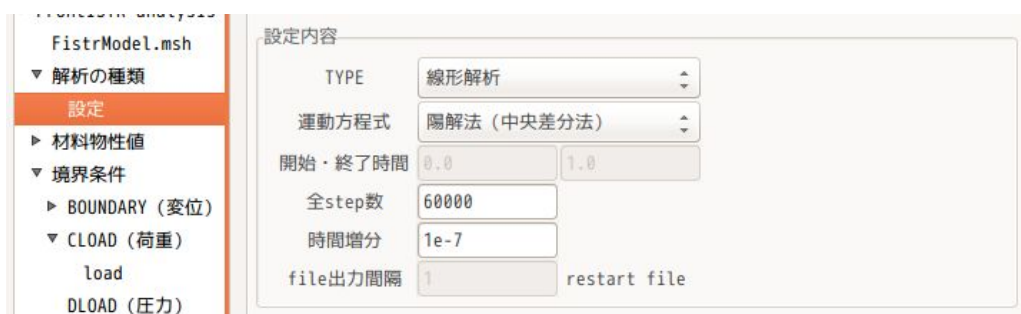 FistrModel.msh
▼ 解析の種類
設定
▶ 材料物性値
▼ 境界条件
▶ BOUNDARY (変位)
▼ CLOAD (荷重)
load
DLOAD (圧力)
設定内容
TYPE 線形解析
運動方程式 陽解法 (中央差分法)
開始・終了時間 0.0 1.0
全step数 60000
時間増分 1e-7
file出力間隔 1 restart file